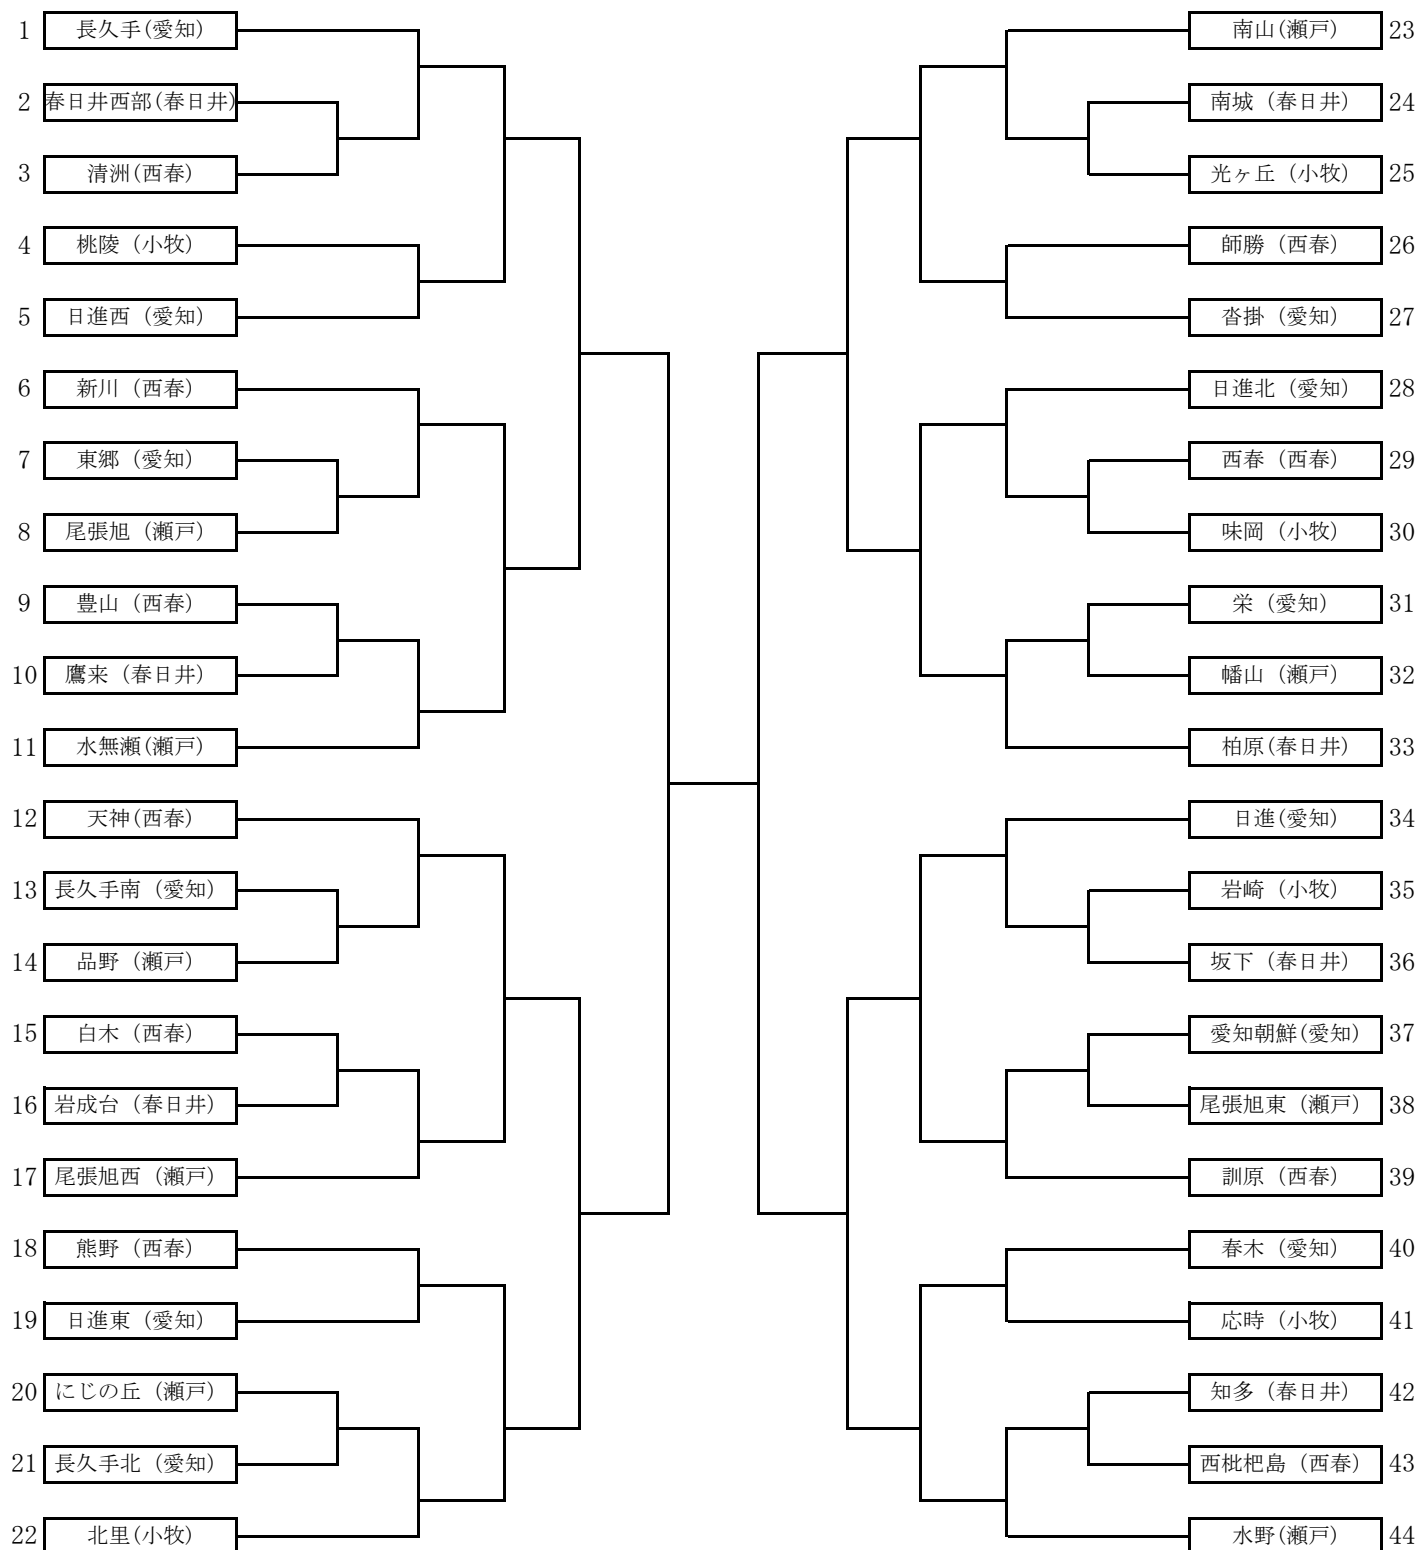 1 長久手(愛知)
2 春日井西部(春日井)
3 清洲(西春)
4 桃陵（小牧）
5 日進西（愛知）
6 新川（西春）
7 東郷（愛知）
8 尾張旭（瀬戸）
9 豊山（西春）
10 鷹来（春日井）
11 水無瀬(瀬戸)
12 天神(西春)
13 長久手南（愛知）
14 品野（瀬戸）
15 白木（西春）
16 岩成台（春日井）
17 尾張旭西（瀬戸）
18 熊野（西春）
19 日進東（愛知）
20 にじの丘（瀬戸）
21 長久手北（愛知）
22 北里(小牧)
南山(瀬戸) 23
南城（春日井） 24
光ヶ丘（小牧） 25
師勝（西春） 26
沓掛（愛知） 27
日進北（愛知） 28
西春（西春） 29
味岡（小牧） 30
栄（愛知） 31
幡山（瀬戸） 32
柏原(春日井) 33
日進(愛知) 34
岩崎（小牧） 35
坂下（春日井） 36
愛知朝鮮(愛知) 37
尾張旭東（瀬戸） 38
訓原（西春） 39
春木（愛知） 40
応時（小牧） 41
知多（春日井） 42
西枇杷島（西春） 43
水野(瀬戸) 44